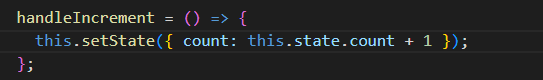 handleIncrement = () => {
  this.setState({ count: this.state.count + 1 });
};